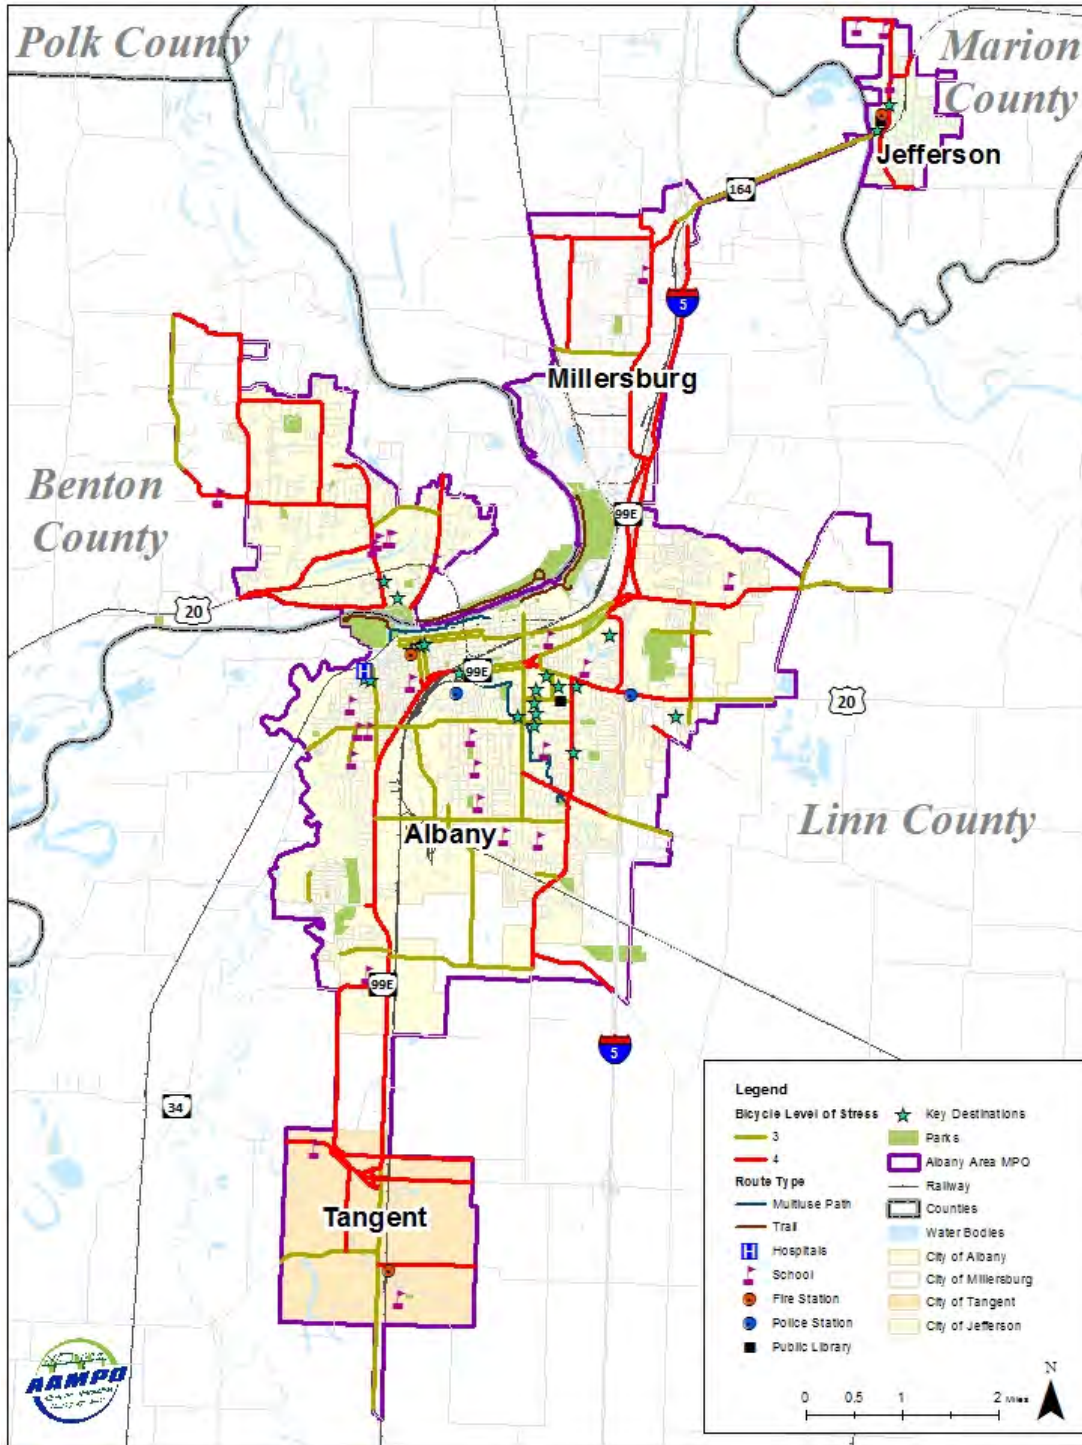 Polk County
Marion
County
Jefferson
164
5
Millersburg
Benton
County
99E
20
99E
20
Linn County
Albany
99E
5
34
Tangent
Legend
Bicycle Level of Stress
3
4
Route Type
Multiuse Path
Trail
Hospitals
School
Fire Station
Police Station
Public Library
Key Destinations
Parks
Albany Area MPO
Railway
Counties
Water Bodies
City of Albany
City of Millersburg
City of Tangent
City of Jefferson
H
H
AAMPO
N
0 0.5 1 2 Miles